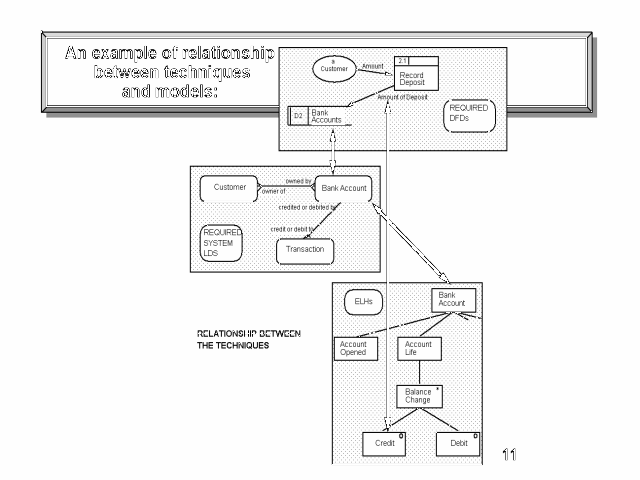 An example of relationship
between techniques
and models:
a
Customer
Amount
2.1
Record
Deposit
Amount of Deposit
D2
Bank
Accounts
REQUIRED
DFDs
Customer
owned by
owner of
Bank Account
credited or debited by
credit or debit to
REQUIRED
SYSTEM
LDS
Transaction
ELHs
Bank
Account
RELATIONSHIP BETWEEN
THE TECHNIQUES
Account
Opened
Account
Life
Balance
Change
*
Credit
o
Debit
o
11